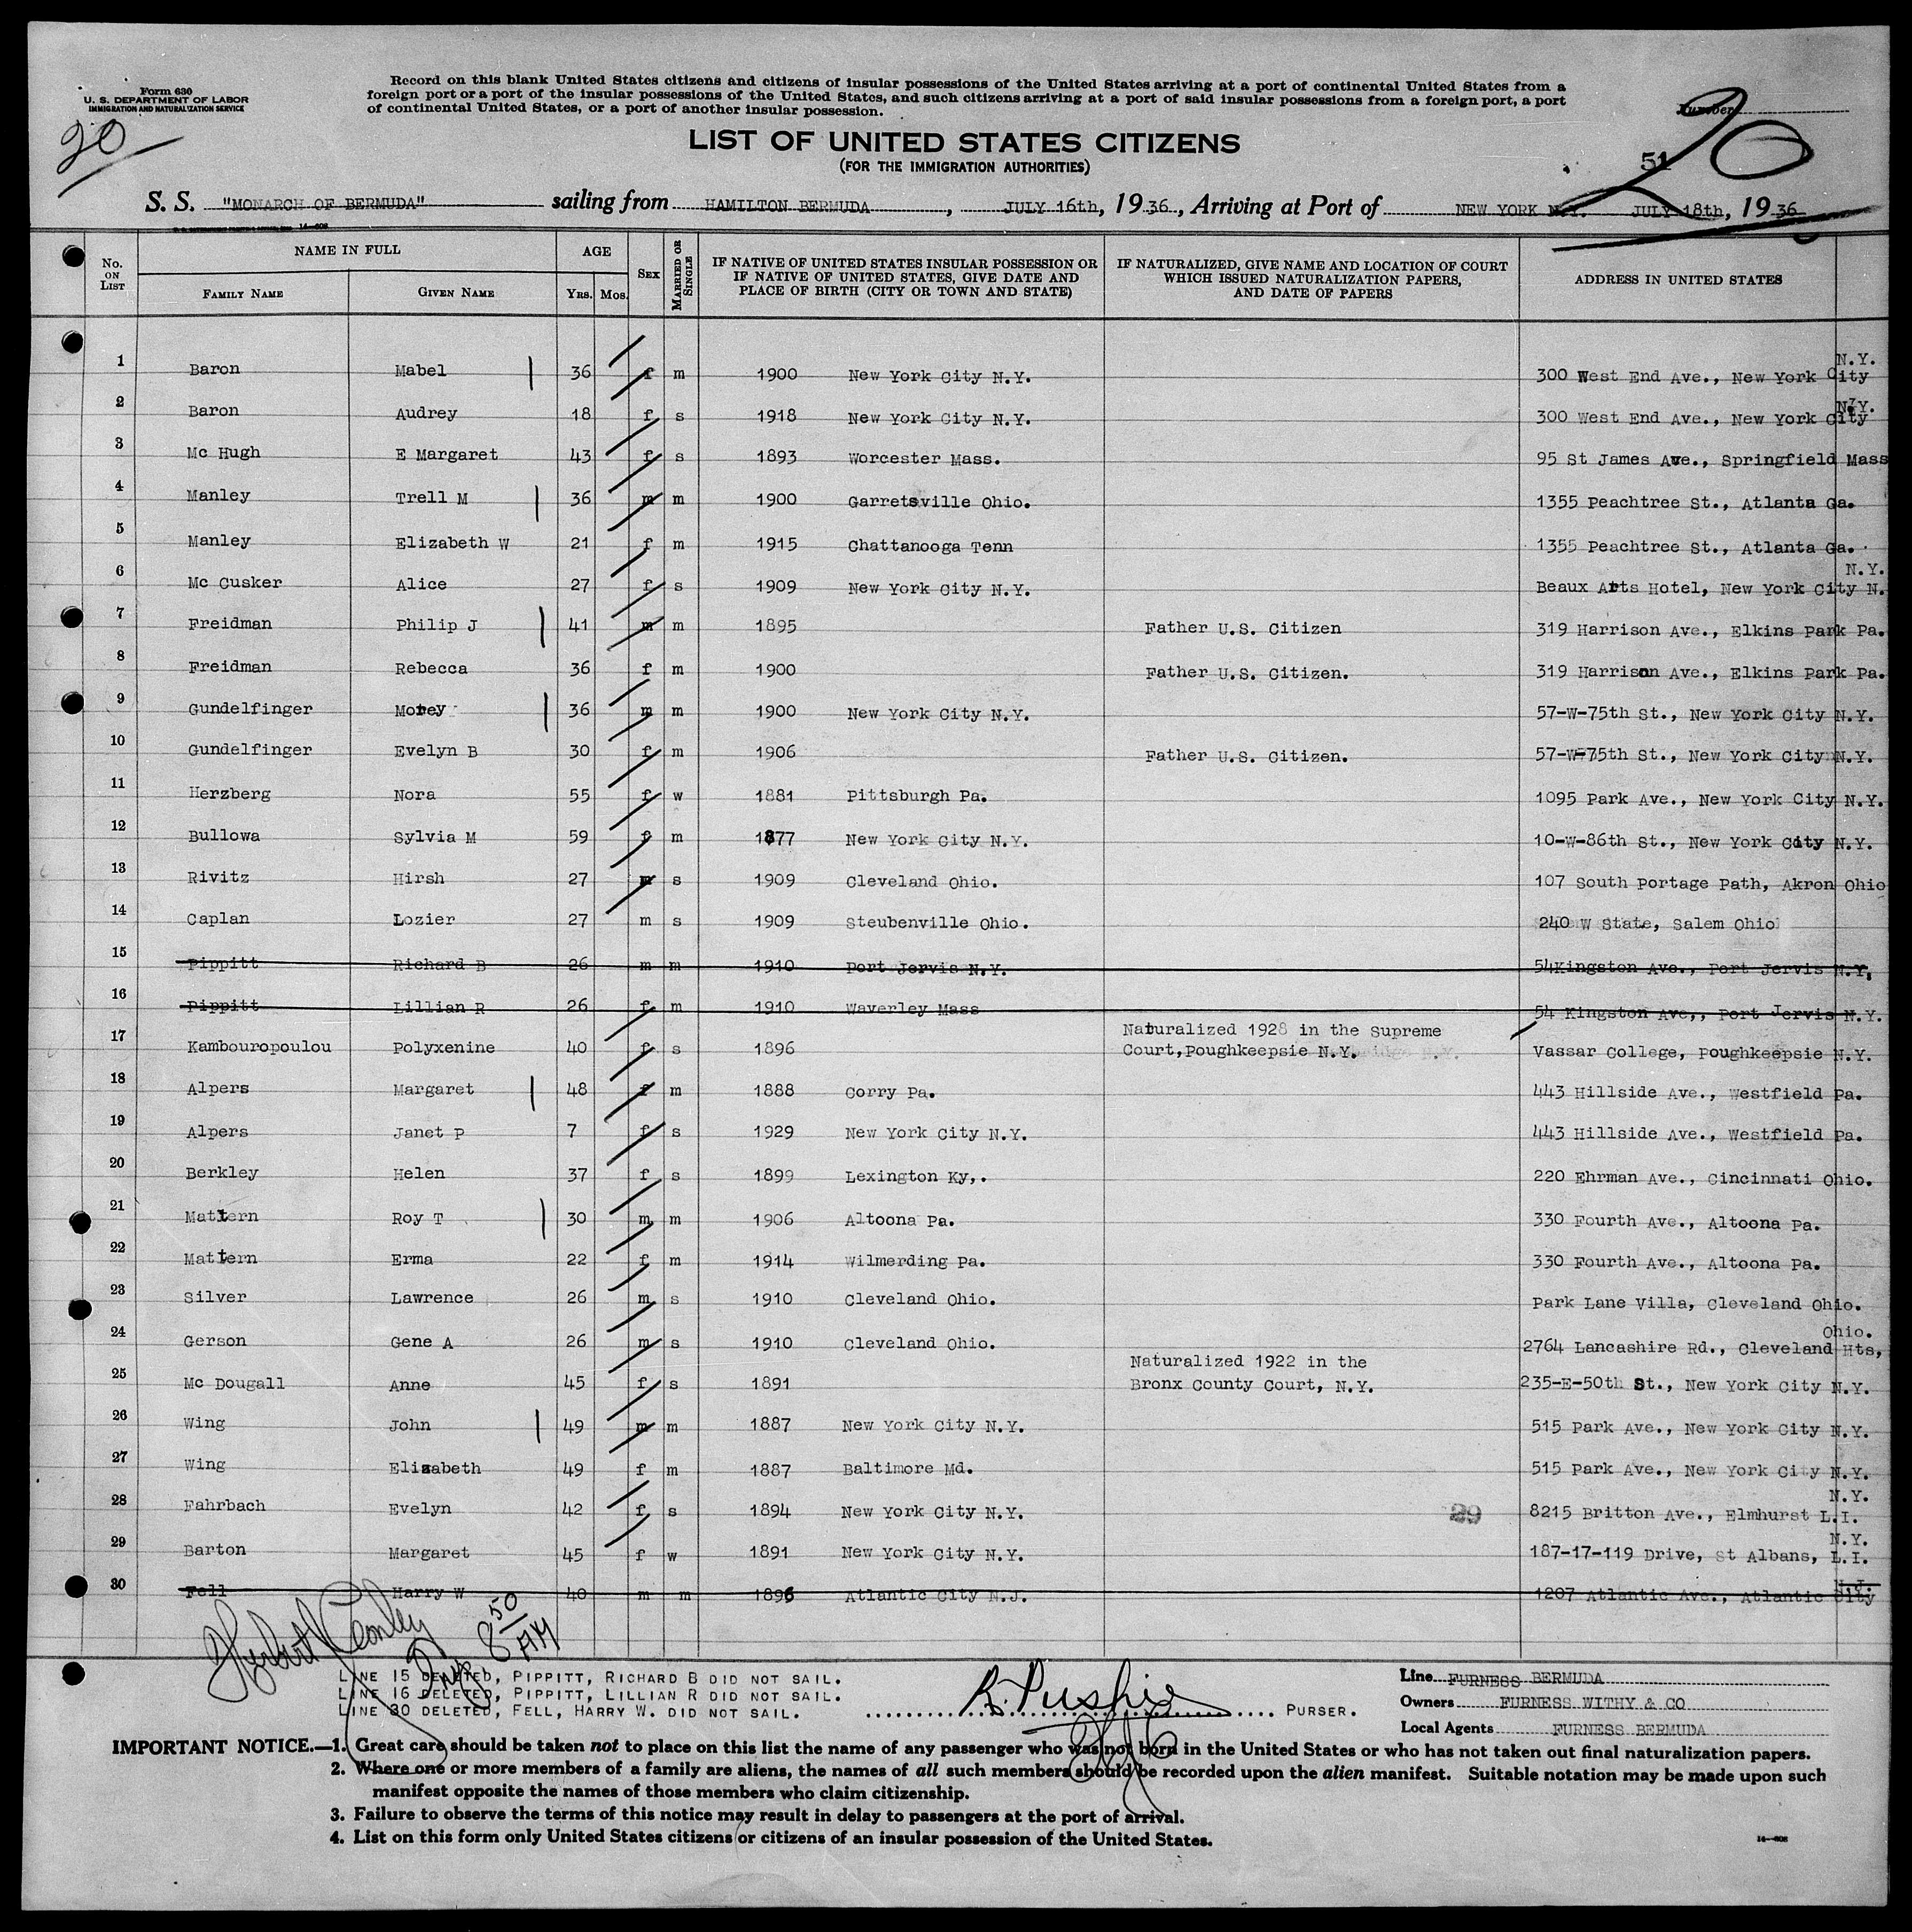 Form 630
U. S. DEPARTMENT OF LABOR
IMMIGRATION AND NATURALIZATION SERVICE
Record on this blank United States citizens and citizens of insular possessions of the United States arriving at a port of continental United States from a
foreign port or a port of the insular possessions of the United States, and such citizens arriving at a port of said insular possessions from a foreign port, a port
of continental United States, or a port of another insular possession.
Number
20
20
51
LIST OF UNITED STATES CITIZENS
(FOR THE IMMIGRATION AUTHORITIES)
S. S. "MONARCH OF BERMUDA" sailing from HAMILTON BERMUDA, JULY 16th, 1936, Arriving at Port of NEW YORK N.Y. JULY 18th, 1936
14—608
No. ON LIST
NAME IN FULL
FAMILY NAME
GIVEN NAME
AGE
YRS. MOS.
SEX
MARRIED OR SINGLE
IF NATIVE OF UNITED STATES INSULAR POSSESSION OR
IF NATIVE OF UNITED STATES, GIVE DATE AND
PLACE OF BIRTH (CITY OR TOWN AND STATE)
IF NATURALIZED, GIVE NAME AND LOCATION OF COURT
WHICH ISSUED NATURALIZATION PAPERS,
AND DATE OF PAPERS
ADDRESS IN UNITED STATES
1 Baron Mabel 36 f m 1900 New York City N.Y. 300 West End Ave., New York City N.Y.
2 Baron Audrey 18 f s 1918 New York City N.Y. 300 West End Ave., New York City N.Y.
3 Mc Hugh E Margaret 43 f s 1893 Worcester Mass. 95 St James Ave., Springfield Mass
4 Manley Trell M 36 m m 1900 Garretsville Ohio. 1355 Peachtree St., Atlanta Ga.
5 Manley Elizabeth W 21 f m 1915 Chattanooga Tenn 1355 Peachtree St., Atlanta Ga.
6 Mc Cusker Alice 27 f s 1909 New York City N.Y. Beaux Arts Hotel, New York City N. N.Y.
7 Freidman Philip J 41 m m 1895 Father U.S. Citizen 319 Harrison Ave., Elkins Park Pa.
8 Freidman Rebecca 36 f m 1900 Father U.S. Citizen. 319 Harrison Ave., Elkins Park Pa.
9 Gundelfinger Morey 36 m m 1900 New York City N.Y. 57-W-75th St., New York City N.Y.
10 Gundelfinger Evelyn B 30 f m 1906 Father U.S. Citizen. 57-W-75th St., New York City N.Y.
11 Herzberg Nora 55 f w 1881 Pittsburgh Pa. 1095 Park Ave., New York City N.Y.
12 Bullowa Sylvia M 59 f m 1877 New York City N.Y. 10-W-86th St., New York City N.Y.
13 Rivitz Hirsh 27 m s 1909 Cleveland Ohio. 107 South Portage Path, Akron Ohio
14 Caplan Lozier 27 m s 1909 Steubenville Ohio. 240 W State, Salem Ohio
15 Pippitt Richard B 26 m m 1910 Port Jervis N.Y. 54Kingston Ave., Port Jervis N.Y.
16 Pippitt Lillian R 26 f m 1910 Waverley Mass 54 Kingston Ave,, Port Jervis N.Y.
17 Kambouropoulou Polyxenine 40 f s 1896 Naturalized 1928 in the Supreme
Court,Poughkeepsie N.Y. Vassar College, Poughkeepsie N.Y.
18 Alpers Margaret 48 f m 1888 Corry Pa. 443 Hillside Ave., Westfield Pa.
19 Alpers Janet P 7 f s 1929 New York City N.Y. 443 Hillside Ave., Westfield Pa.
20 Berkley Helen 37 f s 1899 Lexington Ky,. 220 Ehrman Ave., Cincinnati Ohio.
21 Mattern Roy T 30 m m 1906 Altoona Pa. 330 Fourth Ave., Altoona Pa.
22 Mattern Erma 22 f m 1914 Wilmerding Pa. 330 Fourth Ave., Altoona Pa.
23 Silver Lawrence 26 m s 1910 Cleveland Ohio. Park Lane Villa, Cleveland Ohio.
24 Gerson Gene A 26 m s 1910 Cleveland Ohio. 2764 Lancashire Rd., Cleveland Hts, Ohio.
25 Mc Dougall Anne 45 f s 1891 Naturalized 1922 in the
Bronx County Court, N.Y. 235-E-50th St., New York City N.Y.
26 Wing John 49 m m 1887 New York City N.Y. 515 Park Ave., New York City N.Y.
27 Wing Elizabeth 49 f m 1887 Baltimore Md. 515 Park Ave., New York City N.Y.
28 Fahrbach Evelyn 42 f s 1894 New York City N.Y. 29 8215 Britton Ave., Elmhurst L.I. N.Y.
29 Barton Margaret 45 f w 1891 New York City N.Y. 187-17-119 Drive, St Albans, L.I. N.Y.
30 Fell Harry W 40 m m 1896 Atlantic City N.J. 1207 Atlantic Ave., Atlantic City N.J.
8 50 AM
LINE 15 DELETED, PIPPITT, RICHARD B DID NOT SAIL.
LINE 16 DELETED, PIPPITT, LILLIAN R DID NOT SAIL.
LINE 30 DELETED, FELL, HARRY W. DID NOT SAIL.
PURSER.
Line FURNESS BERMUDA
Owners FURNESS WITHY & CO
Local Agents FURNESS BERMUDA
IMPORTANT NOTICE.—1. Great care should be taken not to place on this list the name of any passenger who was not born in the United States or who has not taken out final naturalization papers.
2. Where one or more members of a family are aliens, the names of all such members should be recorded upon the alien manifest. Suitable notation may be made upon such
manifest opposite the names of those members who claim citizenship.
3. Failure to observe the terms of this notice may result in delay to passengers at the port of arrival.
4. List on this form only United States citizens or citizens of an insular possession of the United States.
14—608